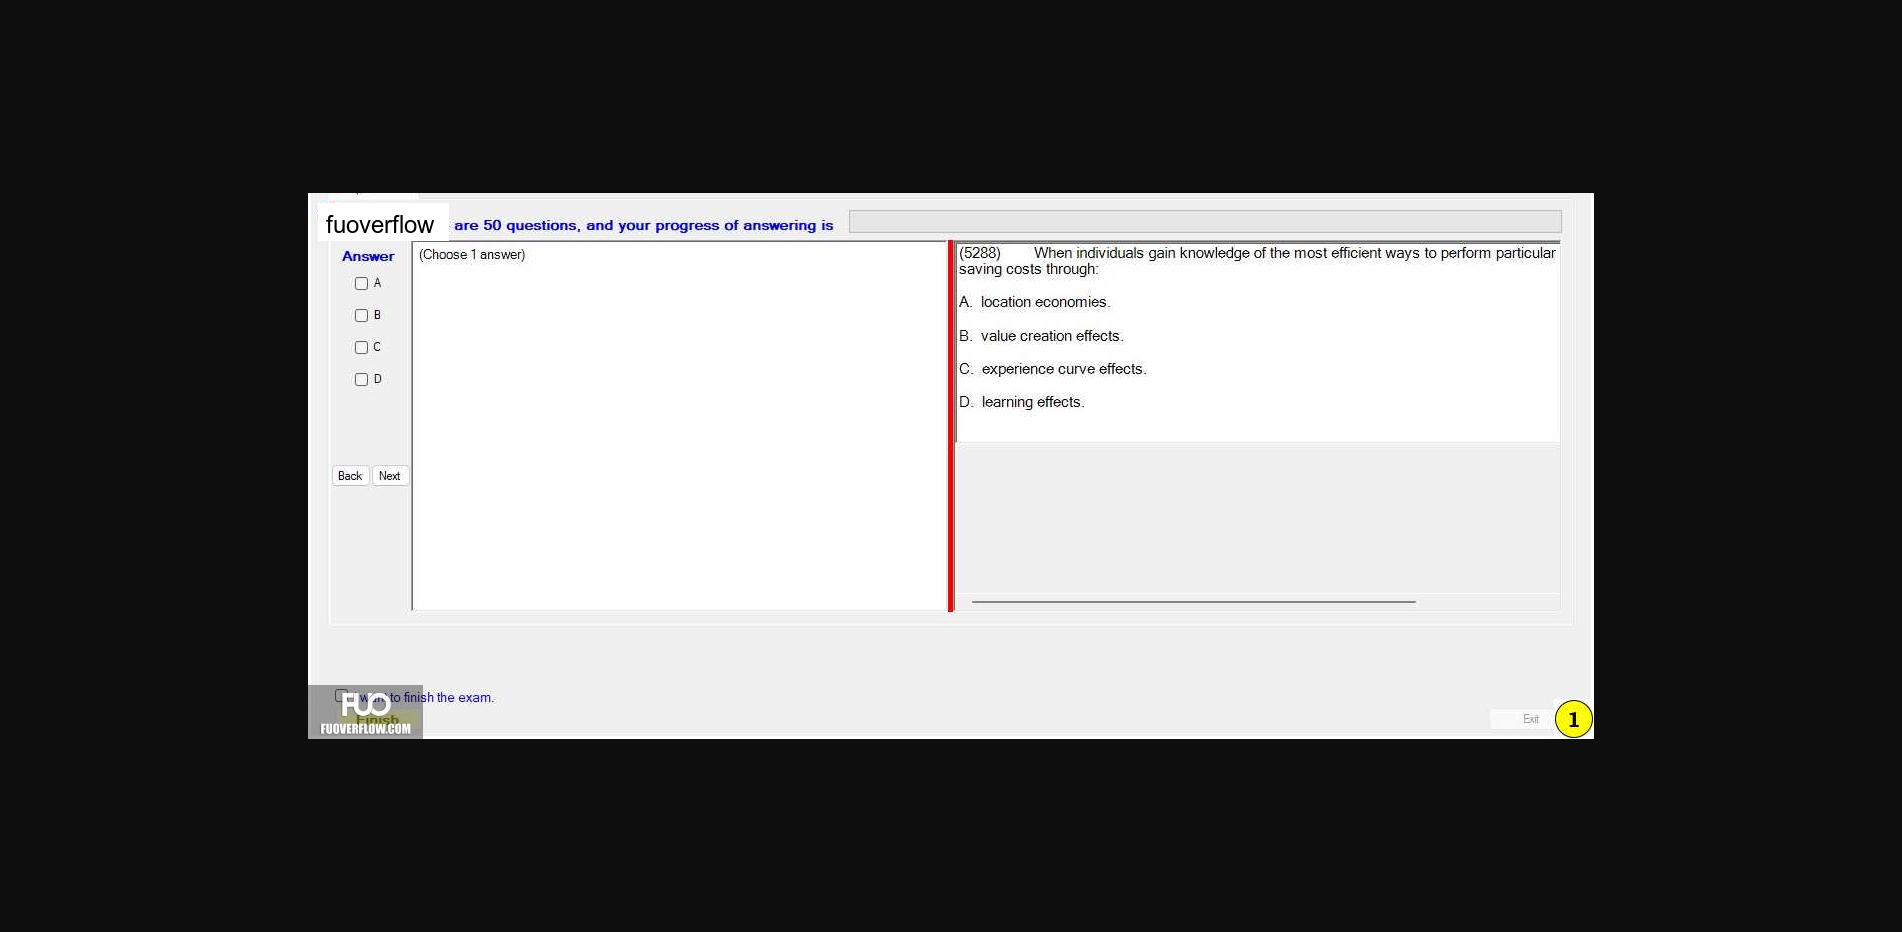 fuoverflow are 50 questions, and your progress of answering is
Answer
(Choose 1 answer)
A
B
C
D
Back Next
(5288) When individuals gain knowledge of the most efficient ways to perform particular
saving costs through:
A. location economies.
B. value creation effects.
C. experience curve effects.
D. learning effects.
want to finish the exam.
Finish
FUO
FUOVERFLOW.COM
Exit
1